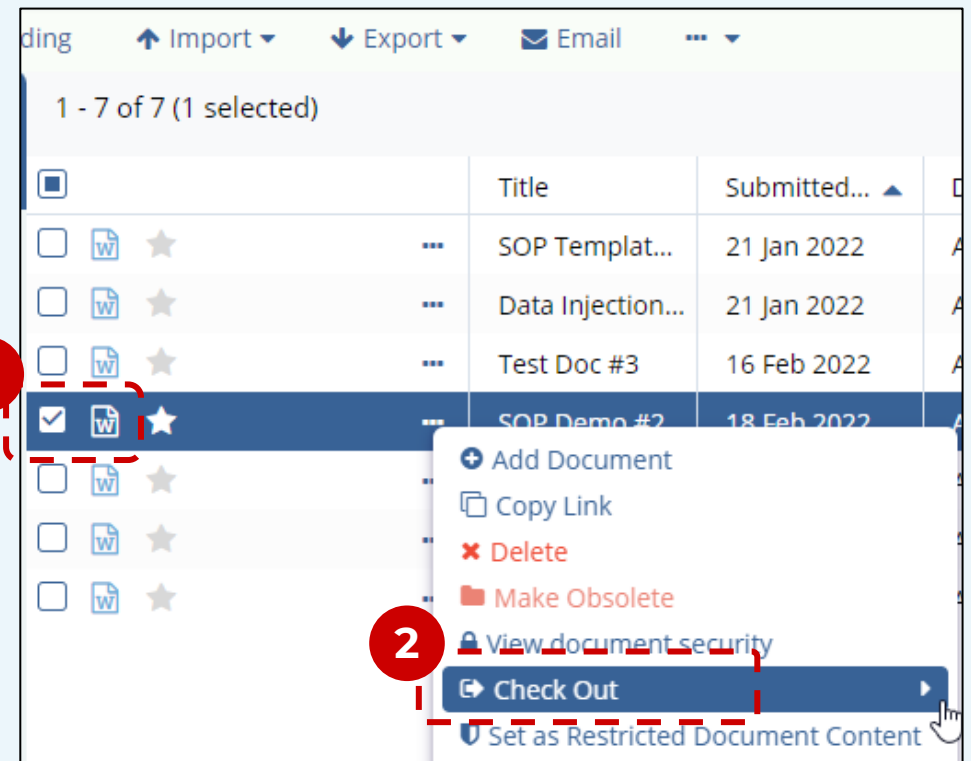 ding Import Export Email ...
1 - 7 of 7 (1 selected)
Title Submitted...
SOP Templat... 21 Jan 2022
Data Injection... 21 Jan 2022
Test Doc #3 16 Feb 2022
SOP Demo #2 18 Feb 2022
Add Document
Copy Link
Delete
Make Obsolete
2 View document security
Check Out
Set as Restricted Document Content